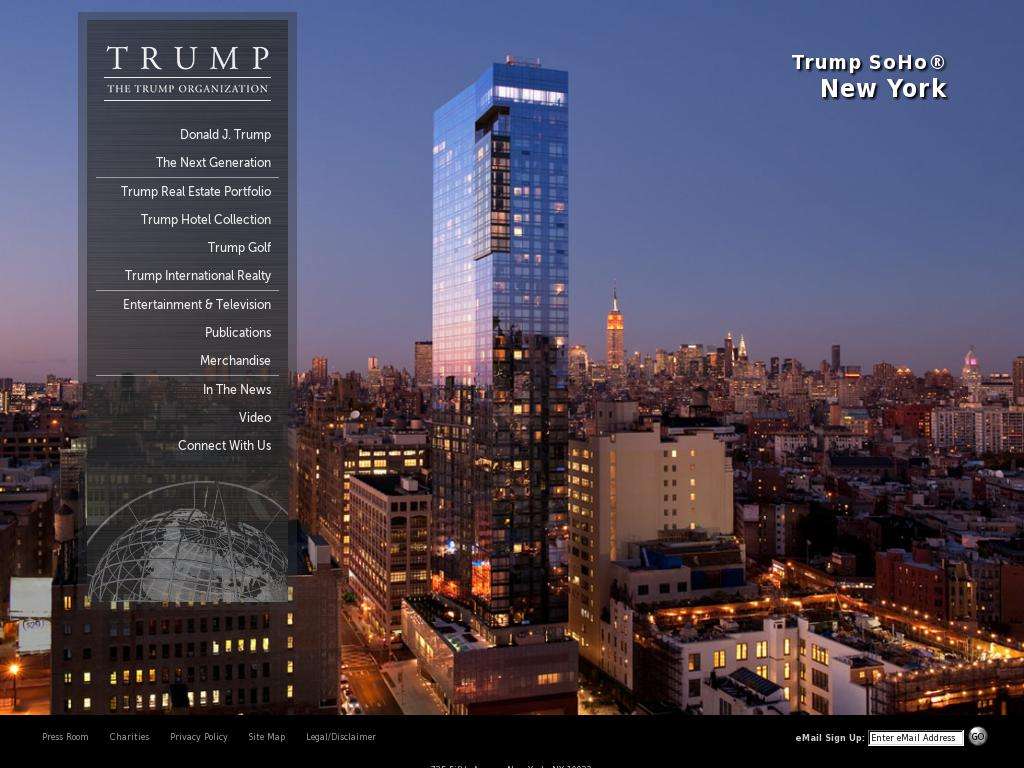 TRUMP
THE TRUMP ORGANIZATION
Donald J. Trump
The Next Generation
Trump Real Estate Portfolio
Trump Hotel Collection
Trump Golf
Trump International Realty
Entertainment & Television
Publications
Merchandise
In The News
Video
Connect With Us
Trump SoHo®
New York
Press Room Charities Privacy Policy Site Map Legal/Disclaimer
eMail Sign Up: Enter eMail Address GO